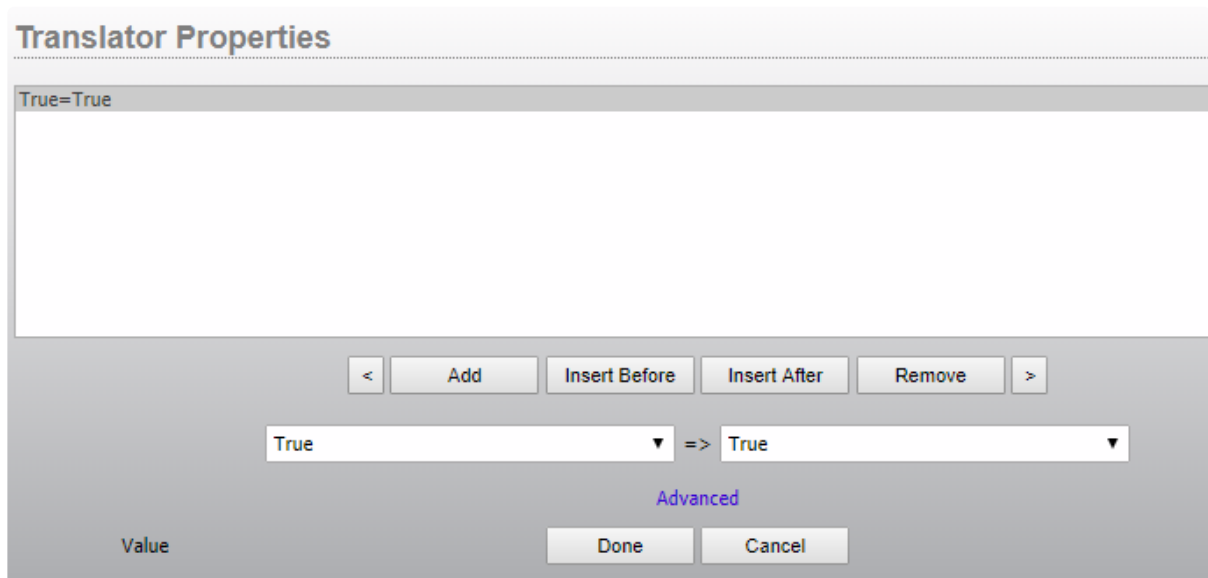 Translator Properties
True=True
< Add Insert Before Insert After Remove >
True => True
Advanced
Value Done Cancel